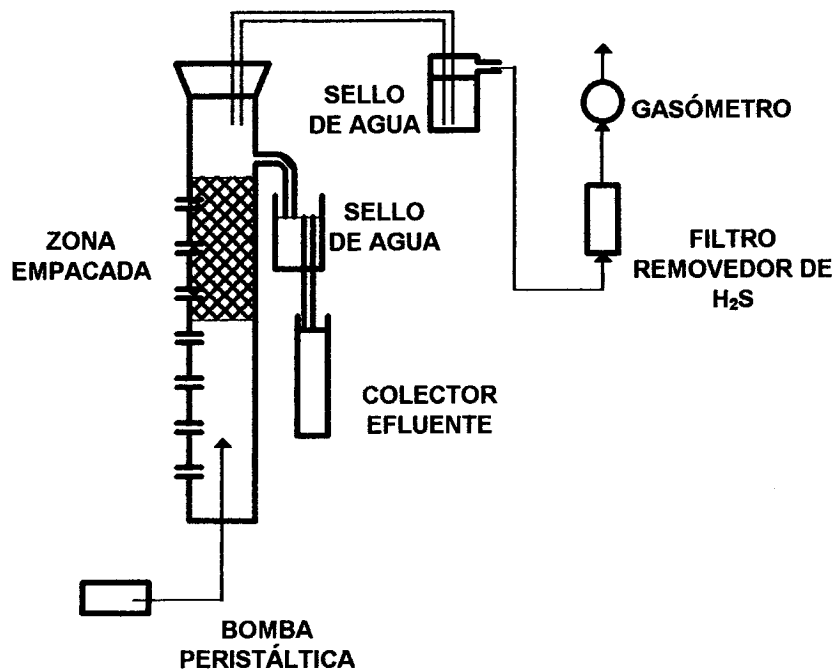 SELLO
DE AGUA
GASÓMETRO
ZONA
EMPACADA
SELLO
DE AGUA
FILTRO
REMOVEDOR DE
H₂S
COLECTOR
EFLUENTE
BOMBA
PERISTÁLTICA